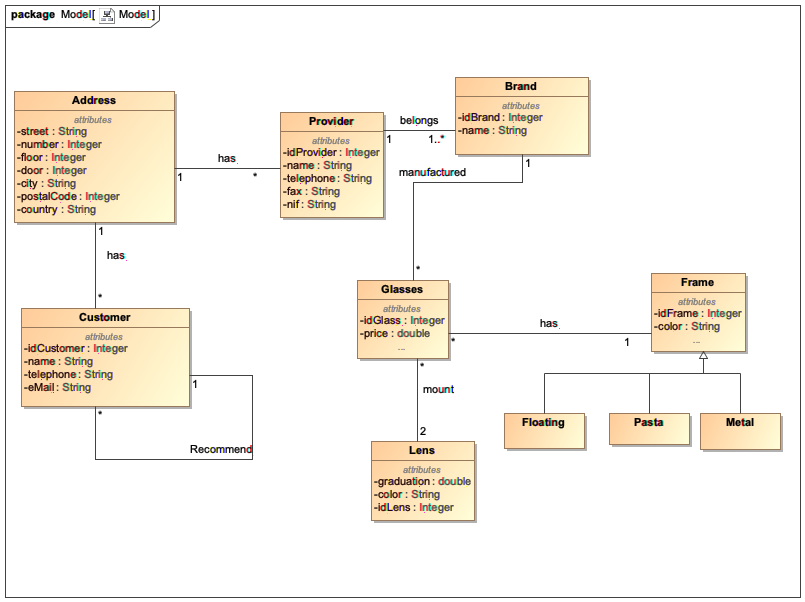 package Model[ Model ]
Address
attributes
-street : String
-number : Integer
-floor : Integer
-door : Integer
-city : String
-postalCode : Integer
-country : String
1
has
*
Provider
attributes
-idProvider : Integer
-name : String
-telephone : String
-fax : String
-nif : String
belongs
1
1..*
Brand
attributes
-idBrand : Integer
-name : String
1
manufactured
*
1
has
*
Customer
attributes
-idCustomer : Integer
-name : String
-telephone : String
-eMail : String
1
*
Recommend
Glasses
attributes
-idGlass : Integer
-price : double
...
has
*
1
Frame
attributes
-idFrame : Integer
-color : String
...
*
mount
2
Floating
Pasta
Metal
Lens
attributes
-graduation : double
-color : String
-idLens : Integer